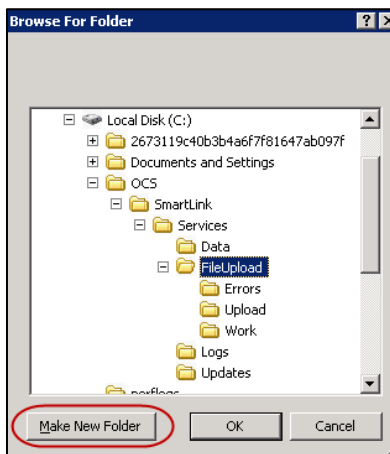 Browse For Folder
Local Disk (C:)
2673119c40b3b4a6f7f81647ab097f
Documents and Settings
OCS
SmartLink
Services
Data
FileUpload
Errors
Upload
Work
Logs
Updates
perflogs
Make New Folder OK Cancel